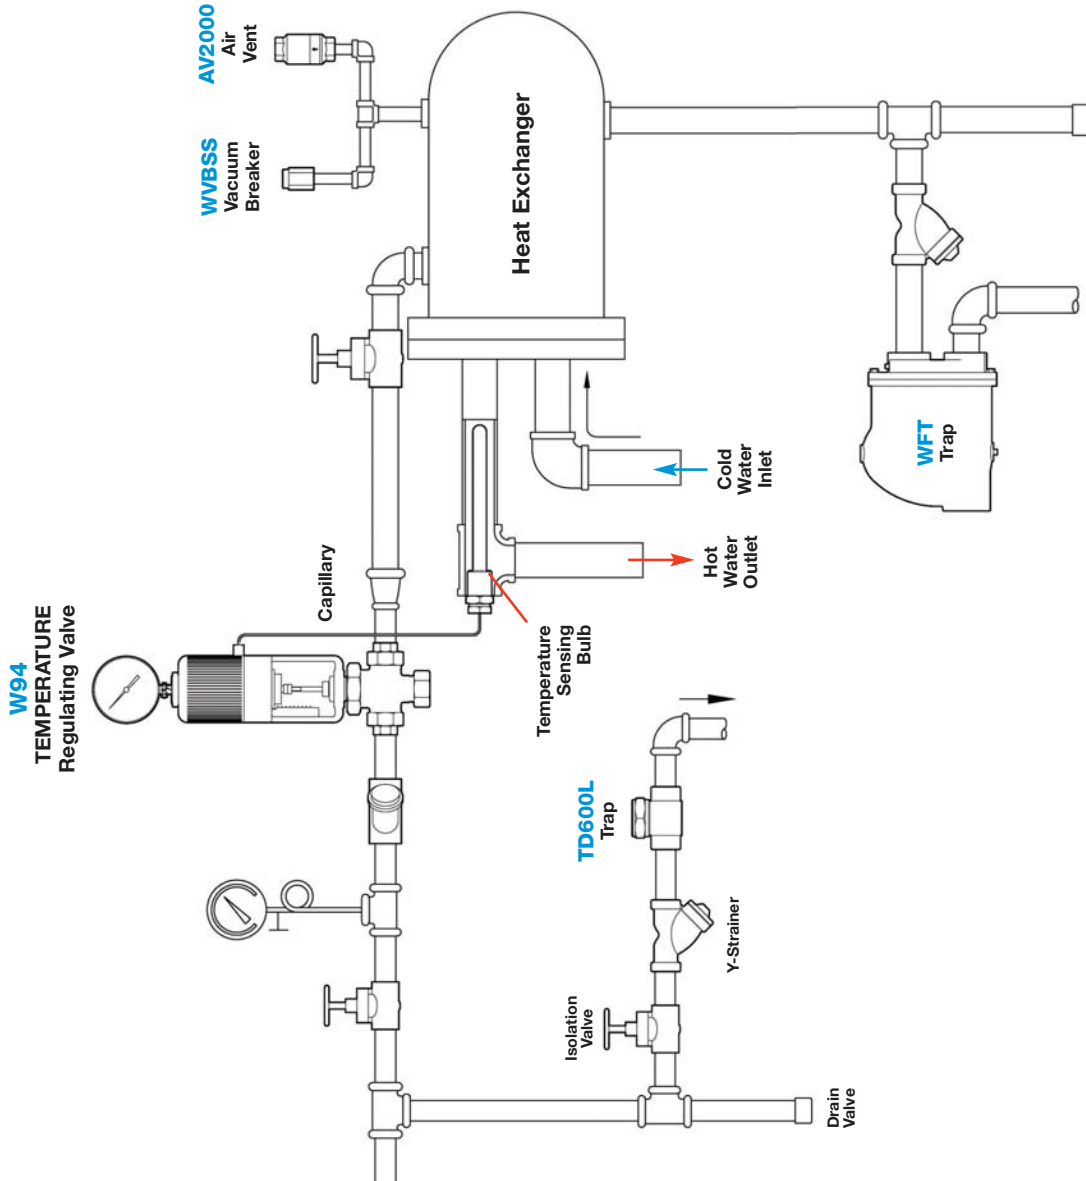 W94
TEMPERATURE
Regulating Valve
AV2000
Air
Vent
WVBSS
Vacuum
Breaker
Heat Exchanger
Capillary
Cold
Water
Inlet
Hot
Water
Outlet
Temperature
Sensing
Bulb
WFT
Trap
TD600L
Trap
Y-Strainer
Isolation
Valve
Drain
Valve